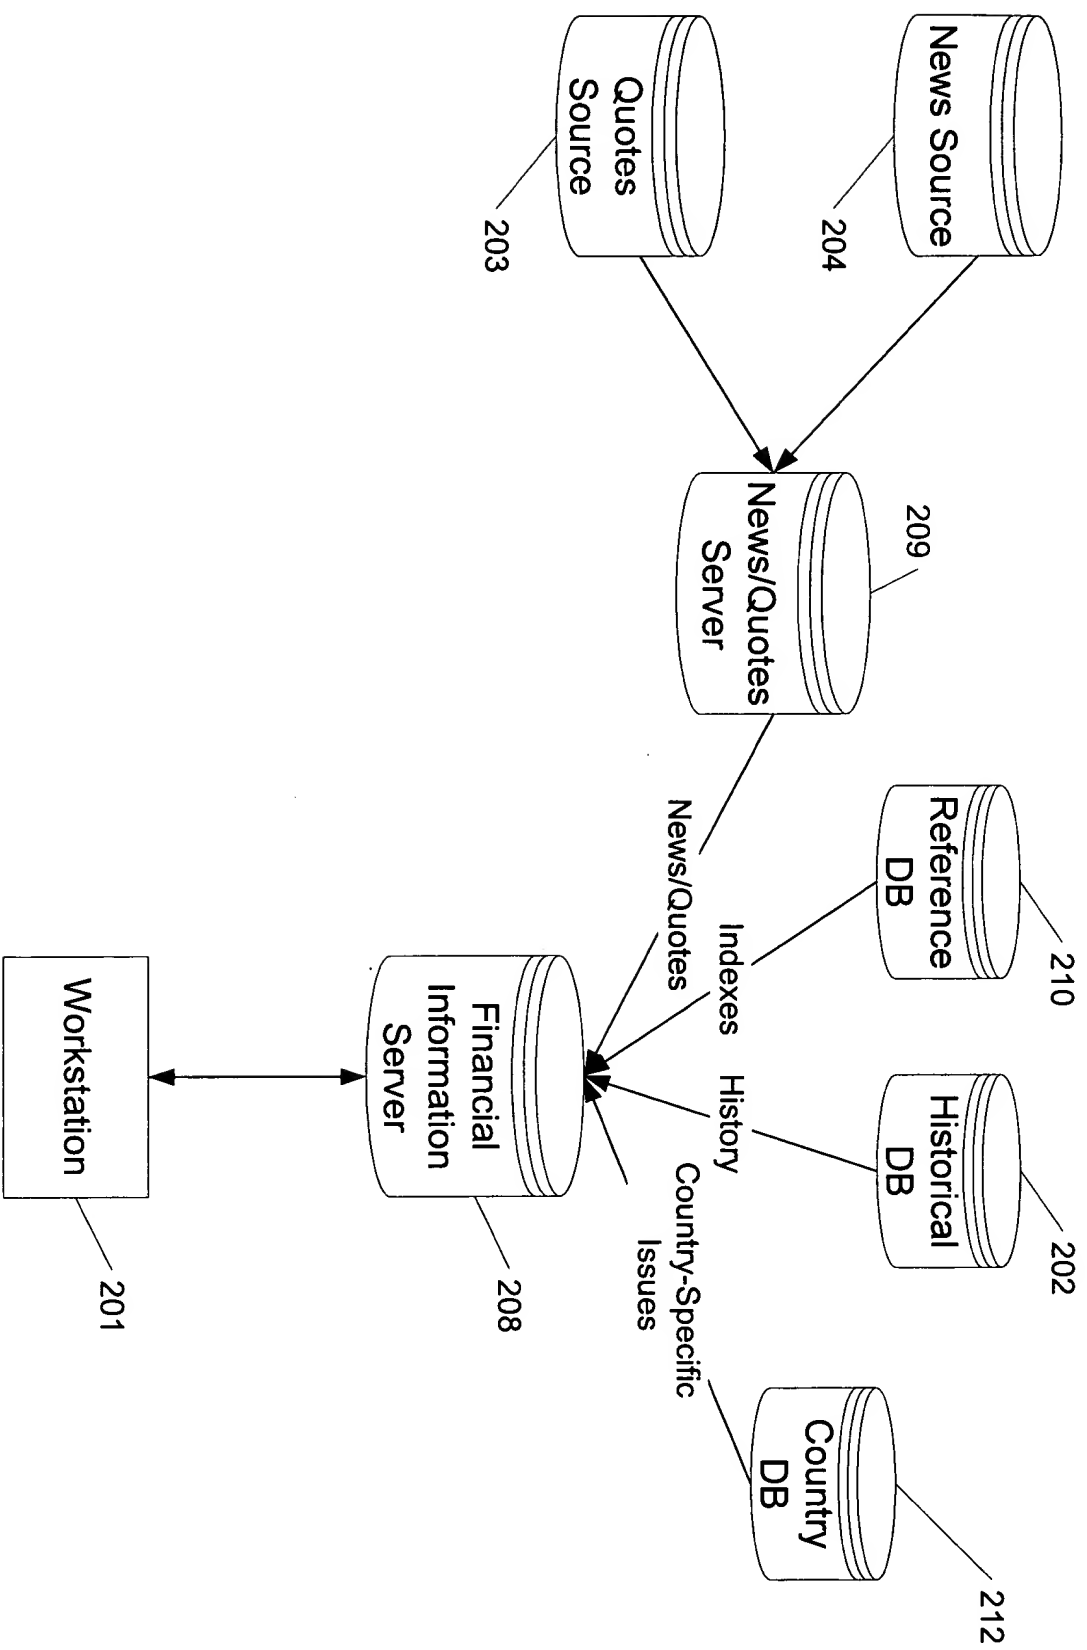 News Source
204
Quotes
Source
203
209
News/Quotes
Server
News/Quotes
Reference
DB
210
Indexes
Historical
DB
202
History
Country
DB
212
Country-Specific
Issues
Financial
Information
Server
208
Workstation
201